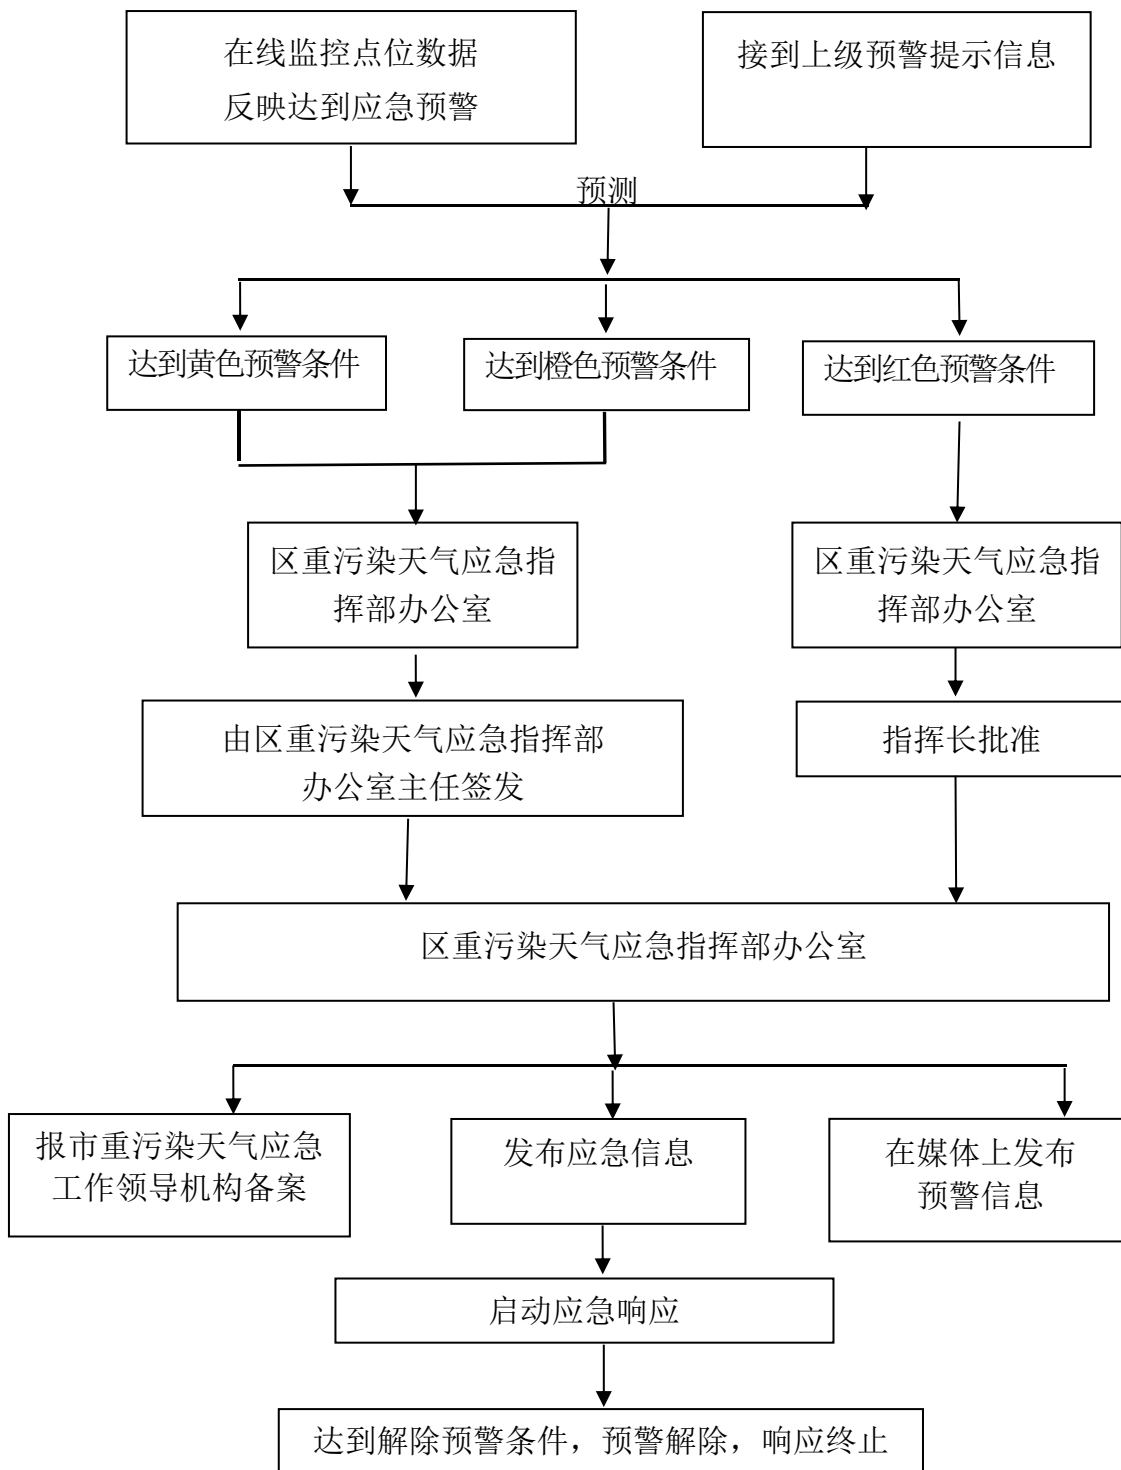 在线监控点位数据
反映达到应急预警
接到上级预警提示信息
预测
达到黄色预警条件
达到橙色预警条件
达到红色预警条件
区重污染天气应急指
挥部办公室
区重污染天气应急指
挥部办公室
由区重污染天气应急指挥部
办公室主任签发
指挥长批准
区重污染天气应急指挥部办公室
报市重污染天气应急
工作领导机构备案
发布应急信息
在媒体上发布
预警信息
启动应急响应
达到解除预警条件，预警解除，响应终止